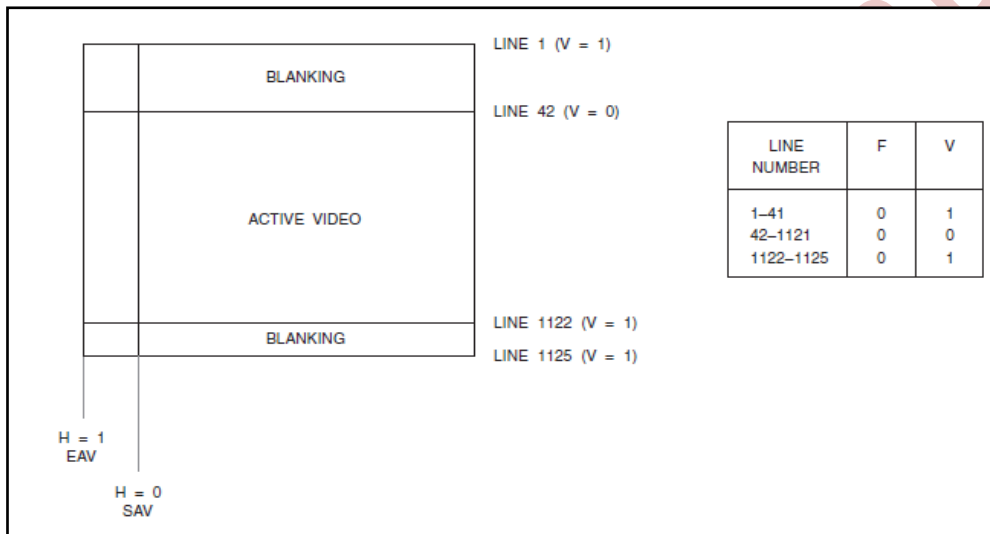 LINE 1 (V = 1)
BLANKING
LINE 42 (V = 0)
ACTIVE VIDEO
LINE 1122 (V = 1)
BLANKING
LINE 1125 (V = 1)
H = 1
EAV
H = 0
SAV
LINE NUMBER F V
1–41 0 1
42–1121 0 0
1122–1125 0 1